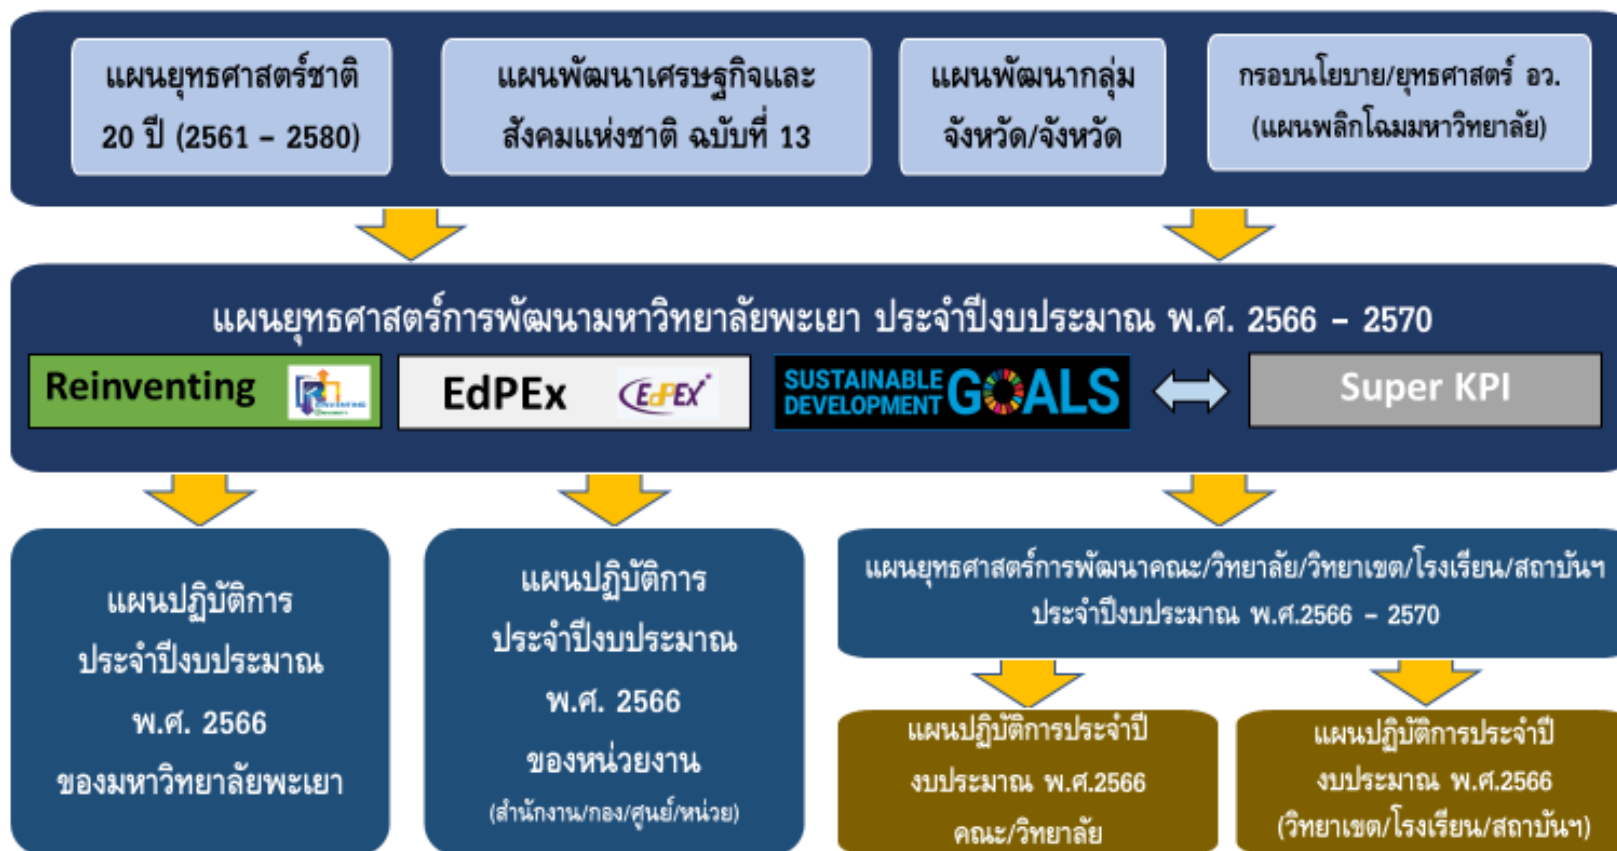 แผนยุทธศาสตร์ชาติ
20 ปี (2561 – 2580)
แผนพัฒนาเศรษฐกิจและ
สังคมแห่งชาติ ฉบับที่ 13
แผนพัฒนากลุ่ม
จังหวัด/จังหวัด
กรอบนโยบาย/ยุทธศาสตร์ อว.
(แผนพลิกโฉมมหาวิทยาลัย)
แผนยุทธศาสตร์การพัฒนามหาวิทยาลัยพะเยา ประจำปีงบประมาณ พ.ศ. 2566 – 2570
Reinventing
EdPEx
EdPEX
SUSTAINABLE
DEVELOPMENT
GOALS
Super KPI
แผนปฏิบัติการ
ประจำปีงบประมาณ
พ.ศ. 2566
ของมหาวิทยาลัยพะเยา
แผนปฏิบัติการ
ประจำปีงบประมาณ
พ.ศ. 2566
ของหน่วยงาน
(สำนักงาน/กอง/ศูนย์/หน่วย)
แผนยุทธศาสตร์การพัฒนาคณะ/วิทยาลัย/วิทยาเขต/โรงเรียน/สถาบันฯ
ประจำปีงบประมาณ พ.ศ.2566 – 2570
แผนปฏิบัติการประจำปี
งบประมาณ พ.ศ.2566
คณะ/วิทยาลัย
แผนปฏิบัติการประจำปี
งบประมาณ พ.ศ.2566
(วิทยาเขต/โรงเรียน/สถาบันฯ)